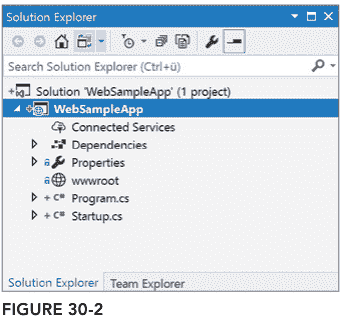 Solution Explorer
Search Solution Explorer (Ctrl+ü)
Solution 'WebSampleApp' (1 project)
WebSampleApp
Connected Services
Dependencies
Properties
wwwroot
C# Program.cs
C# Startup.cs
Solution Explorer Team Explorer
FIGURE 30-2